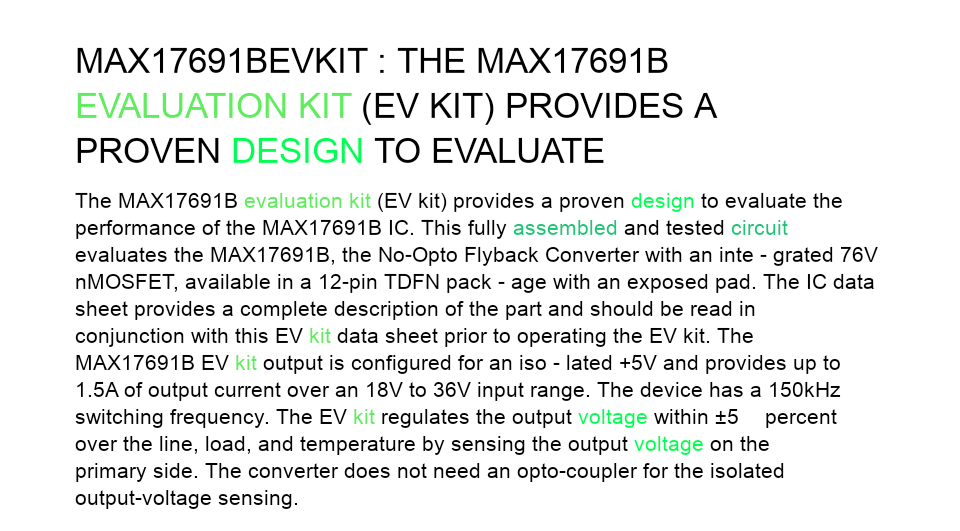 MAX17691BEVKIT : THE MAX17691B
EVALUATION KIT (EV KIT) PROVIDES A
PROVEN DESIGN TO EVALUATE
The MAX17691B evaluation kit (EV kit) provides a proven design to evaluate the
performance of the MAX17691B IC. This fully assembled and tested circuit
evaluates the MAX17691B, the No-Opto Flyback Converter with an inte - grated 76V
nMOSFET, available in a 12-pin TDFN pack - age with an exposed pad. The IC data
sheet provides a complete description of the part and should be read in
conjunction with this EV kit data sheet prior to operating the EV kit. The
MAX17691B EV kit output is configured for an iso - lated +5V and provides up to
1.5A of output current over an 18V to 36V input range. The device has a 150kHz
switching frequency. The EV kit regulates the output voltage within ±5 percent
over the line, load, and temperature by sensing the output voltage on the
primary side. The converter does not need an opto-coupler for the isolated
output-voltage sensing.